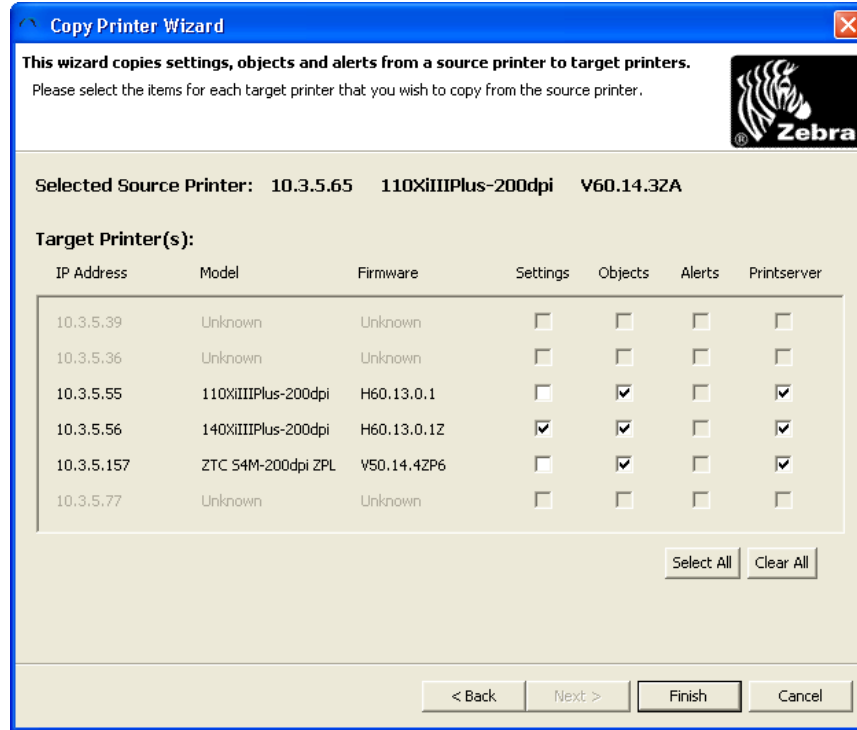 Copy Printer Wizard
This wizard copies settings, objects and alerts from a source printer to target printers.
Please select the items for each target printer that you wish to copy from the source printer.
® Zebra
Selected Source Printer: 10.3.5.65 110XiIIIPlus-200dpi V60.14.3ZA
Target Printer(s):
IP Address Model Firmware Settings Objects Alerts Printserver
10.3.5.39 Unknown Unknown
10.3.5.36 Unknown Unknown
10.3.5.55 110XiIIIPlus-200dpi H60.13.0.1
10.3.5.56 140XiIIIPlus-200dpi H60.13.0.1Z
10.3.5.157 ZTC S4M-200dpi ZPL V50.14.4ZP6
10.3.5.77 Unknown Unknown
Select All Clear All
< Back Next > Finish Cancel